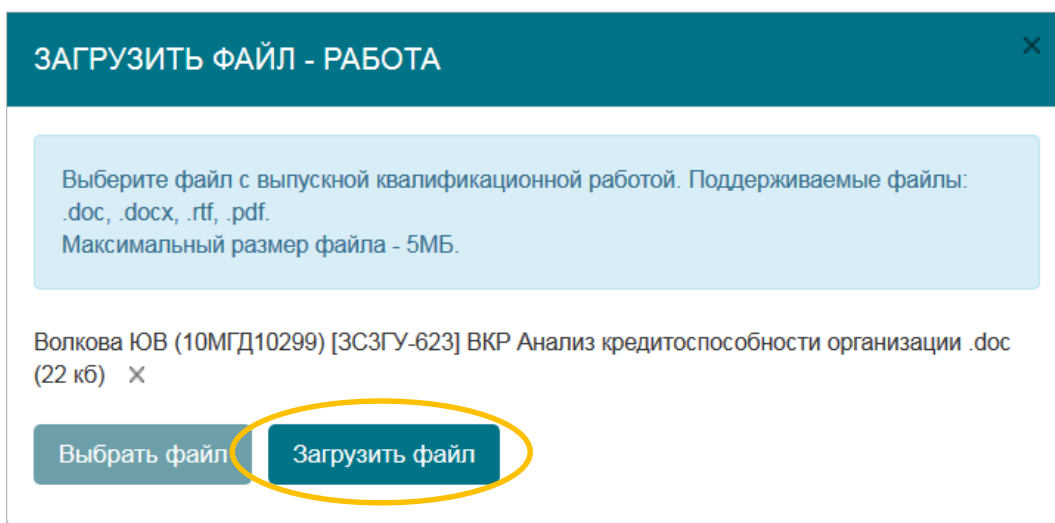 ЗАГРУЗИТЬ ФАЙЛ - РАБОТА
Выберите файл с выпускной квалификационной работой. Поддерживаемые файлы:
.doc, .docx, .rtf, .pdf.
Максимальный размер файла - 5МБ.
Волкова ЮВ (10МГД10299) [ЗСЗГУ-623] ВКР Анализ кредитоспособности организации .doc
(22 кб) ×
Выбрать файл Загрузить файл